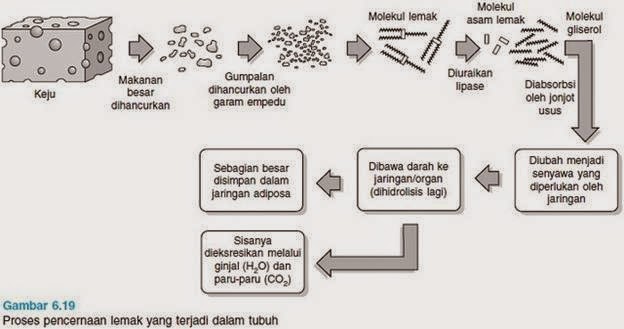 Keju
Makanan
besar
dihancurkan
Gumpalan
dihancurkan oleh
garam empedu
Molekul lemak
Diuraikan
lipase
Molekul
asam lemak
Molekul
gliserol
Diabsorbsi
oleh jonjot
usus
Diubah menjadi
senyawa yang
diperlukan oleh
jaringan
Dibawa darah ke
jaringan/organ
(dihidrolisis lagi)
Sebagian besar
disimpan dalam
jaringan adiposa
Sisanya
dieksresikan melalui
ginjal (H₂O) dan
paru-paru (CO₂)
Gambar 6.19
Proses pencernaan lemak yang terjadi dalam tubuh